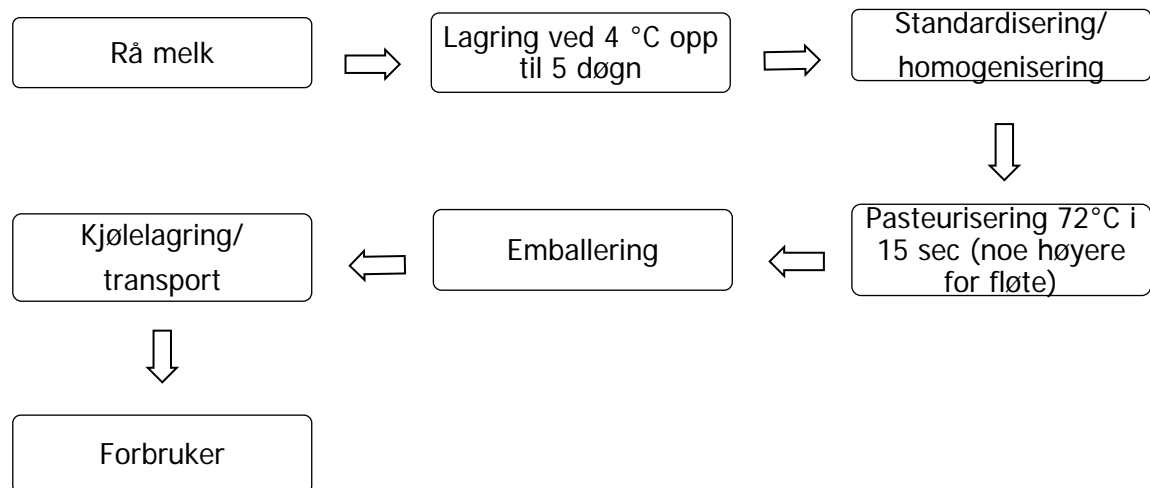 Rå melk
Lagring ved 4 °C opp
til 5 døgn
Standardisering/
homogenisering
Pasteurisering 72°C i
15 sec (noe høyere
for fløte)
Emballering
Kjølelagring/
transport
Forbruker